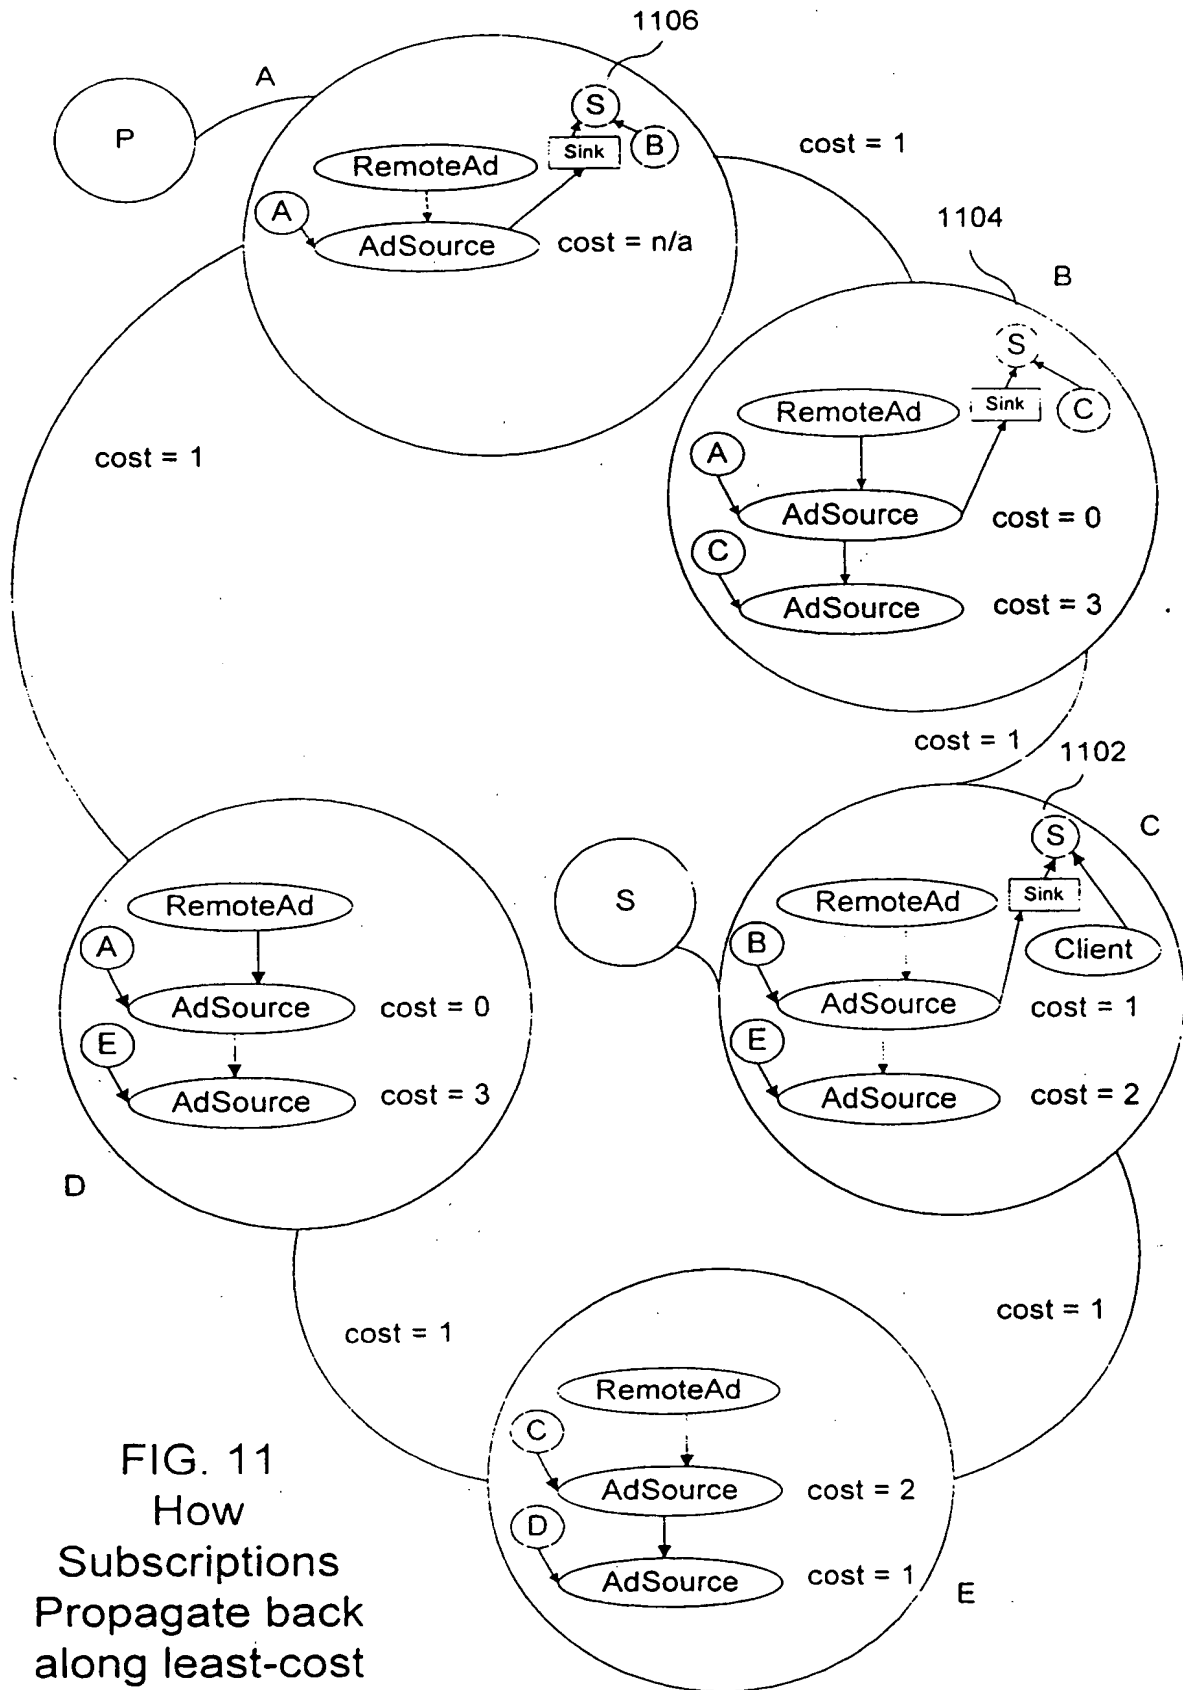 1106
A
P
S
Sink
B
cost = 1
RemoteAd
A
AdSource
cost = n/a
1104
B
S
RemoteAd
Sink
C
cost = 1
A
AdSource
cost = 0
C
AdSource
cost = 3
cost = 1
1102
S
C
RemoteAd
S
RemoteAd
Sink
A
B
Client
AdSource
cost = 0
AdSource
cost = 1
E
E
AdSource
cost = 3
AdSource
cost = 2
D
cost = 1
cost = 1
RemoteAd
C
AdSource
cost = 2
D
AdSource
cost = 1
E
FIG. 11
How
Subscriptions
Propagate back
along least-cost